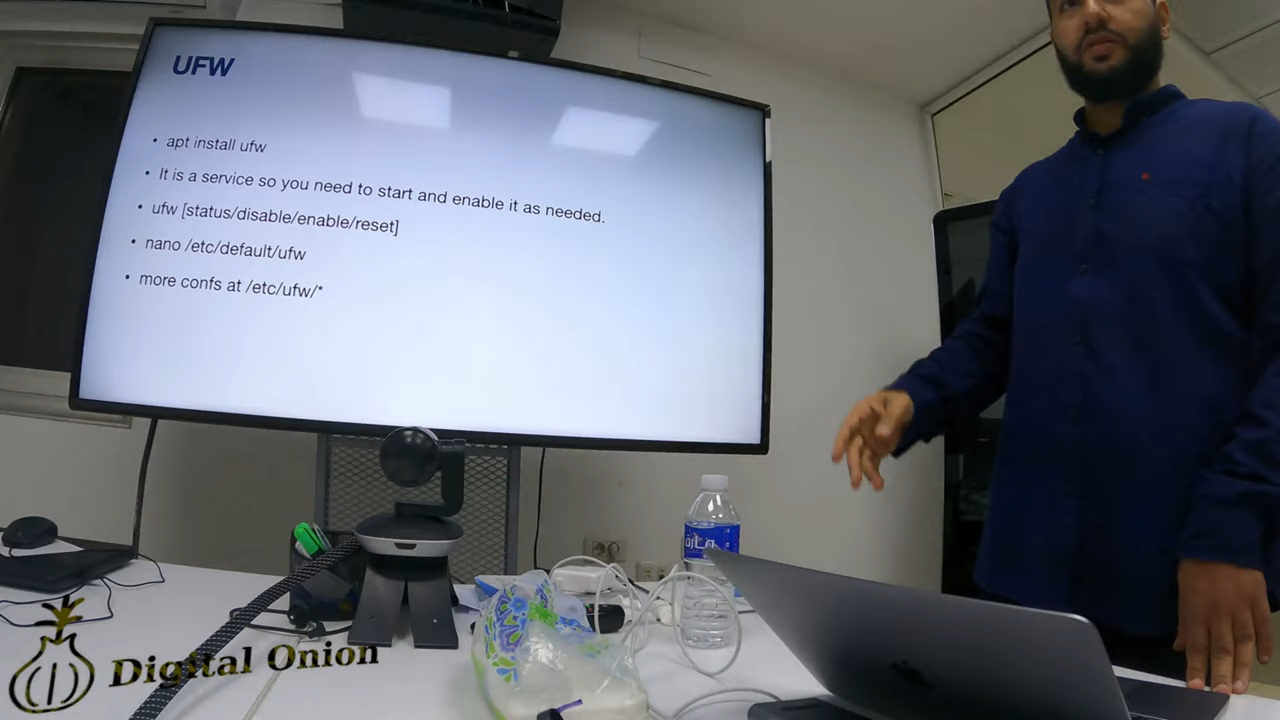 UFW
• apt install ufw
• It is a service so you need to start and enable it as needed.
• ufw [status/disable/enable/reset]
• nano /etc/default/ufw
• more confs at /etc/ufw/*
Digital Onion